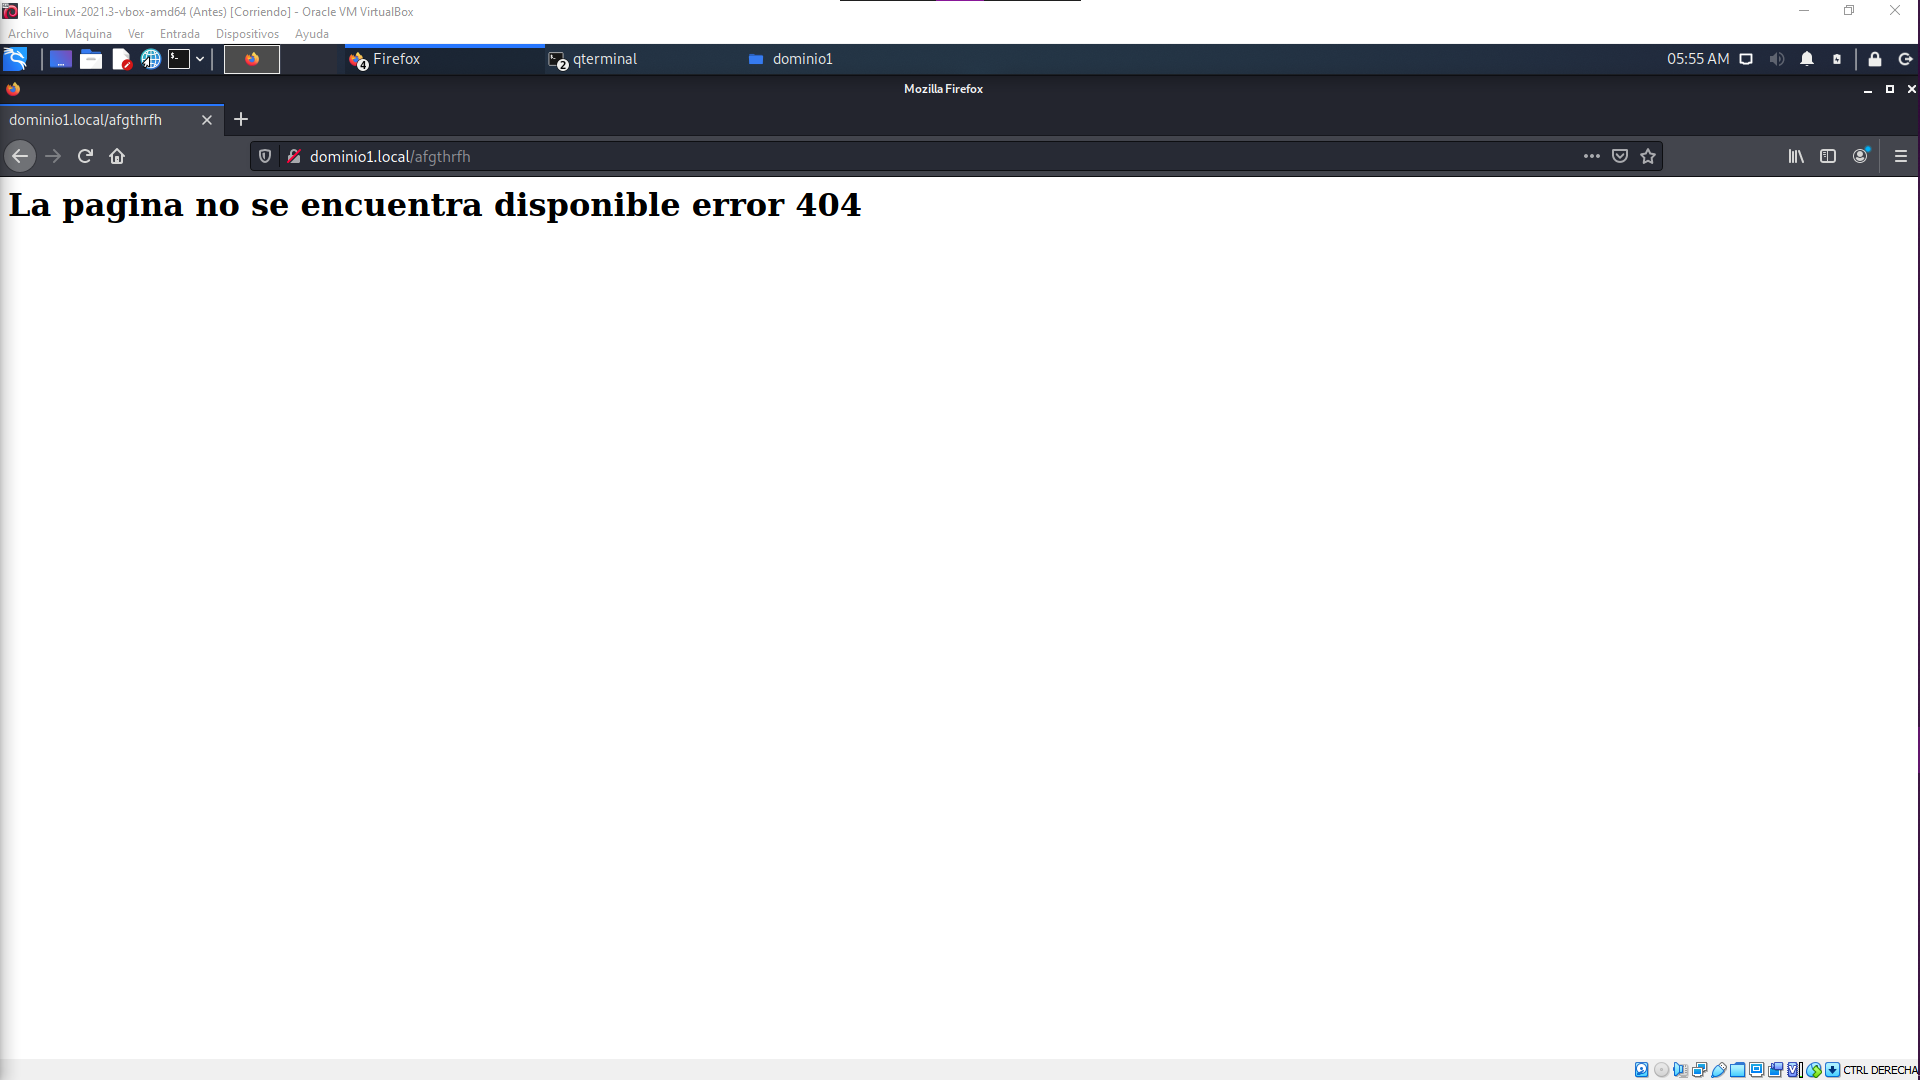 Kali-Linux-2021.3-vbox-amd64 (Antes) [Corriendo] - Oracle VM VirtualBox
Archivo Máquina Ver Entrada Dispositivos Ayuda
Firefox
4
qterminal
2
dominio1
05:55 AM
Mozilla Firefox
dominio1.local/afgthrfh
dominio1.local/afgthrfh
La pagina no se encuentra disponible error 404
CTRL DERECHA